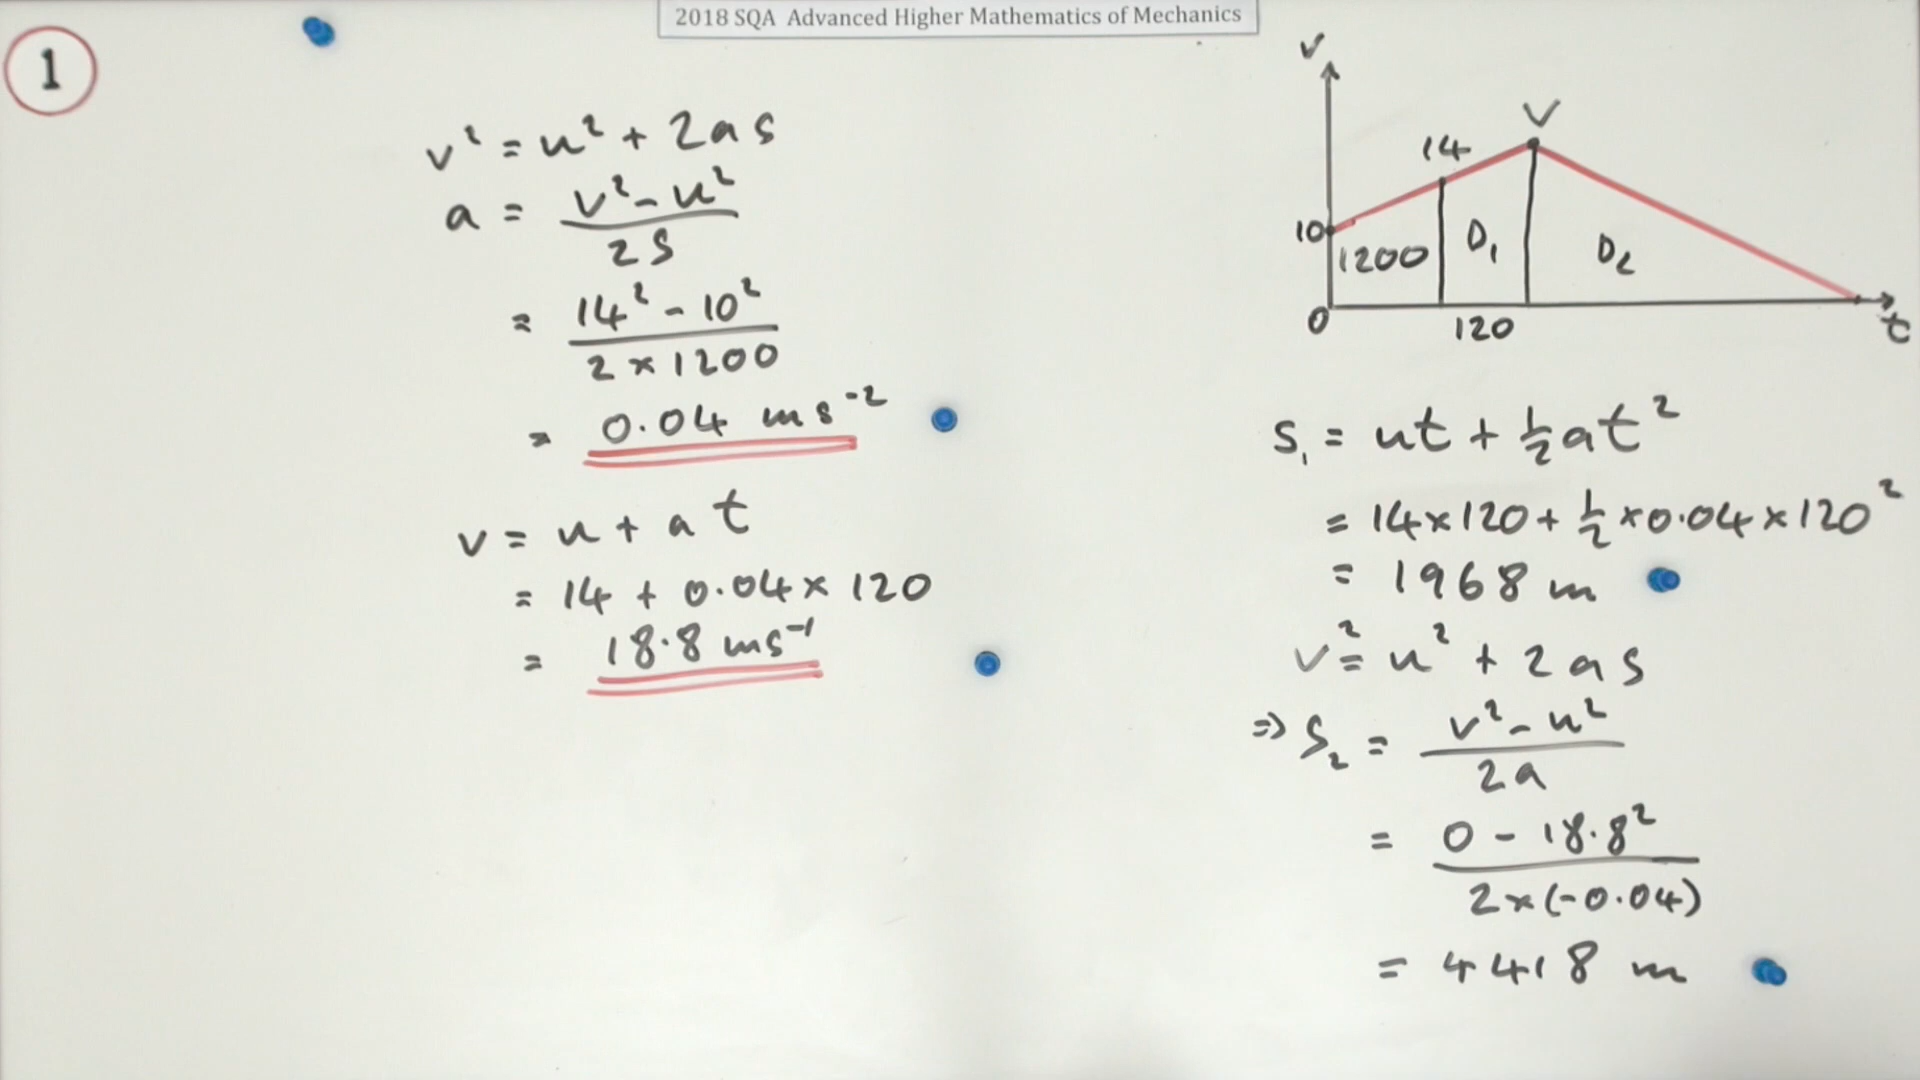 2018 SQA Advanced Higher Mathematics of Mechanics
1
v² = u² + 2as
a = v² - u² / 2s
= 14² - 10² / 2 × 1200
= 0.04 ms⁻²
v = u + at
= 14 + 0.04 × 120
= 18.8 ms⁻¹
v
V
14
10
1200
D₁
D₂
0
120
t
s₁ = ut + ½at²
= 14 × 120 + ½ × 0.04 × 120²
= 1968 m
v² = u² + 2as
⇒ s₂ = v² - u² / 2a
= 0 - 18.8² / 2 × (-0.04)
= 4418 m